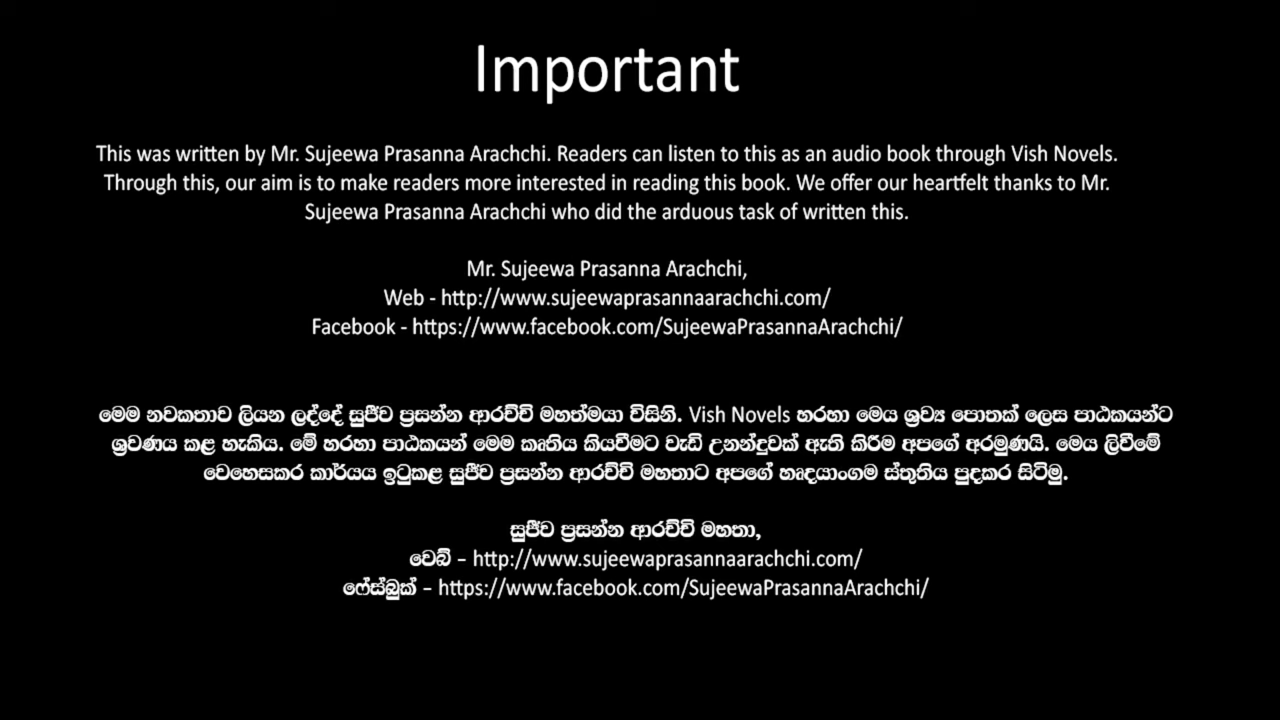 Important
This was written by Mr. Sujeewa Prasanna Arachchi. Readers can listen to this as an audio book through Vish Novels.
Through this, our aim is to make readers more interested in reading this book. We offer our heartfelt thanks to Mr.
Sujeewa Prasanna Arachchi who did the arduous task of written this.
Mr. Sujeewa Prasanna Arachchi,
Web - http://www.sujeewaprasannaarachchi.com/
Facebook - https://www.facebook.com/SujeewaPrasannaArachchi/
මෙම නවකතාව ලියන ලද්දේ සුජීව ප්‍රසන්න ආරච්චි මහත්මයා විසිනි. Vish Novels හරහා මෙය ශ්‍රව්‍ය පොතක් ලෙස පාඨකයන්ට
ශ්‍රවණය කළ හැකිය. මේ හරහා පාඨකයන් මෙම කෘතිය කියවීමට වැඩි උනන්දුවක් ඇති කිරීම අපගේ අරමුණයි. මෙය ලිවීමේ
වෙහෙසකර කාර්යය ඉටුකළ සුජීව ප්‍රසන්න ආරච්චි මහතාට අපගේ හෘදයාංගම ස්තුතිය පුදකර සිටිමු.
සුජීව ප්‍රසන්න ආරච්චි මහතා,
වෙබ් – http://www.sujeewaprasannaarachchi.com/
ෆේස්බුක් – https://www.facebook.com/SujeewaPrasannaArachchi/